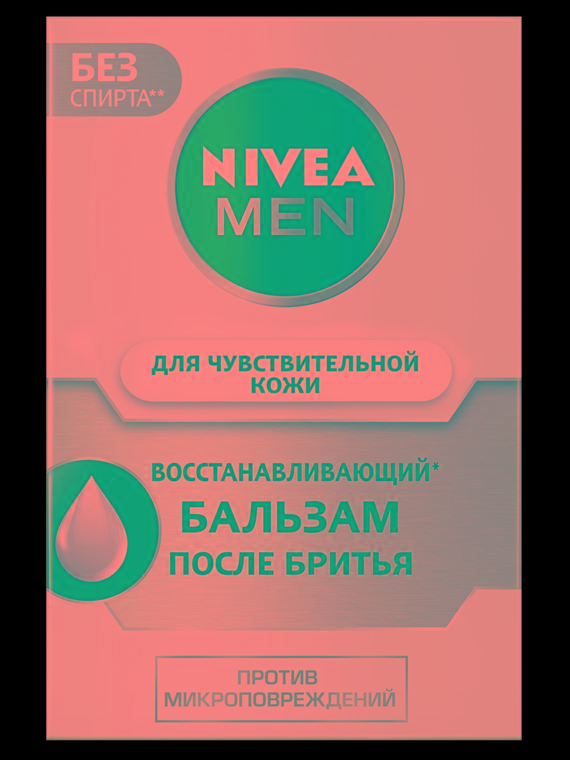 БЕЗ
СПИРТА**
NIVEA
MEN
ДЛЯ ЧУВСТВИТЕЛЬНОЙ
КОЖИ
ВОССТАНАВЛИВАЮЩИЙ*
БАЛЬЗАМ
ПОСЛЕ БРИТЬЯ
ПРОТИВ
МИКРОПОВРЕЖДЕНИЙ